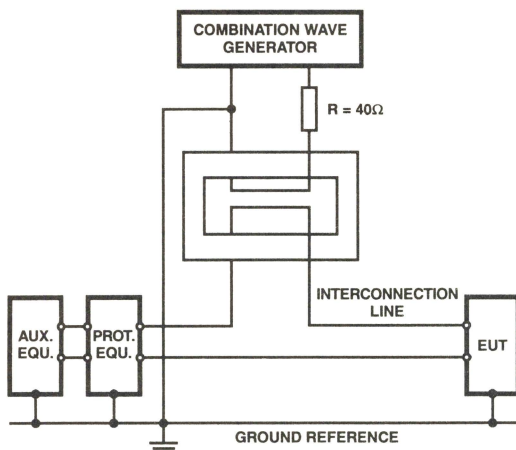 COMBINATION WAVE
GENERATOR
R = 40Ω
INTERCONNECTION
LINE
AUX.
EQU.
PROT.
EQU.
EUT
GROUND REFERENCE